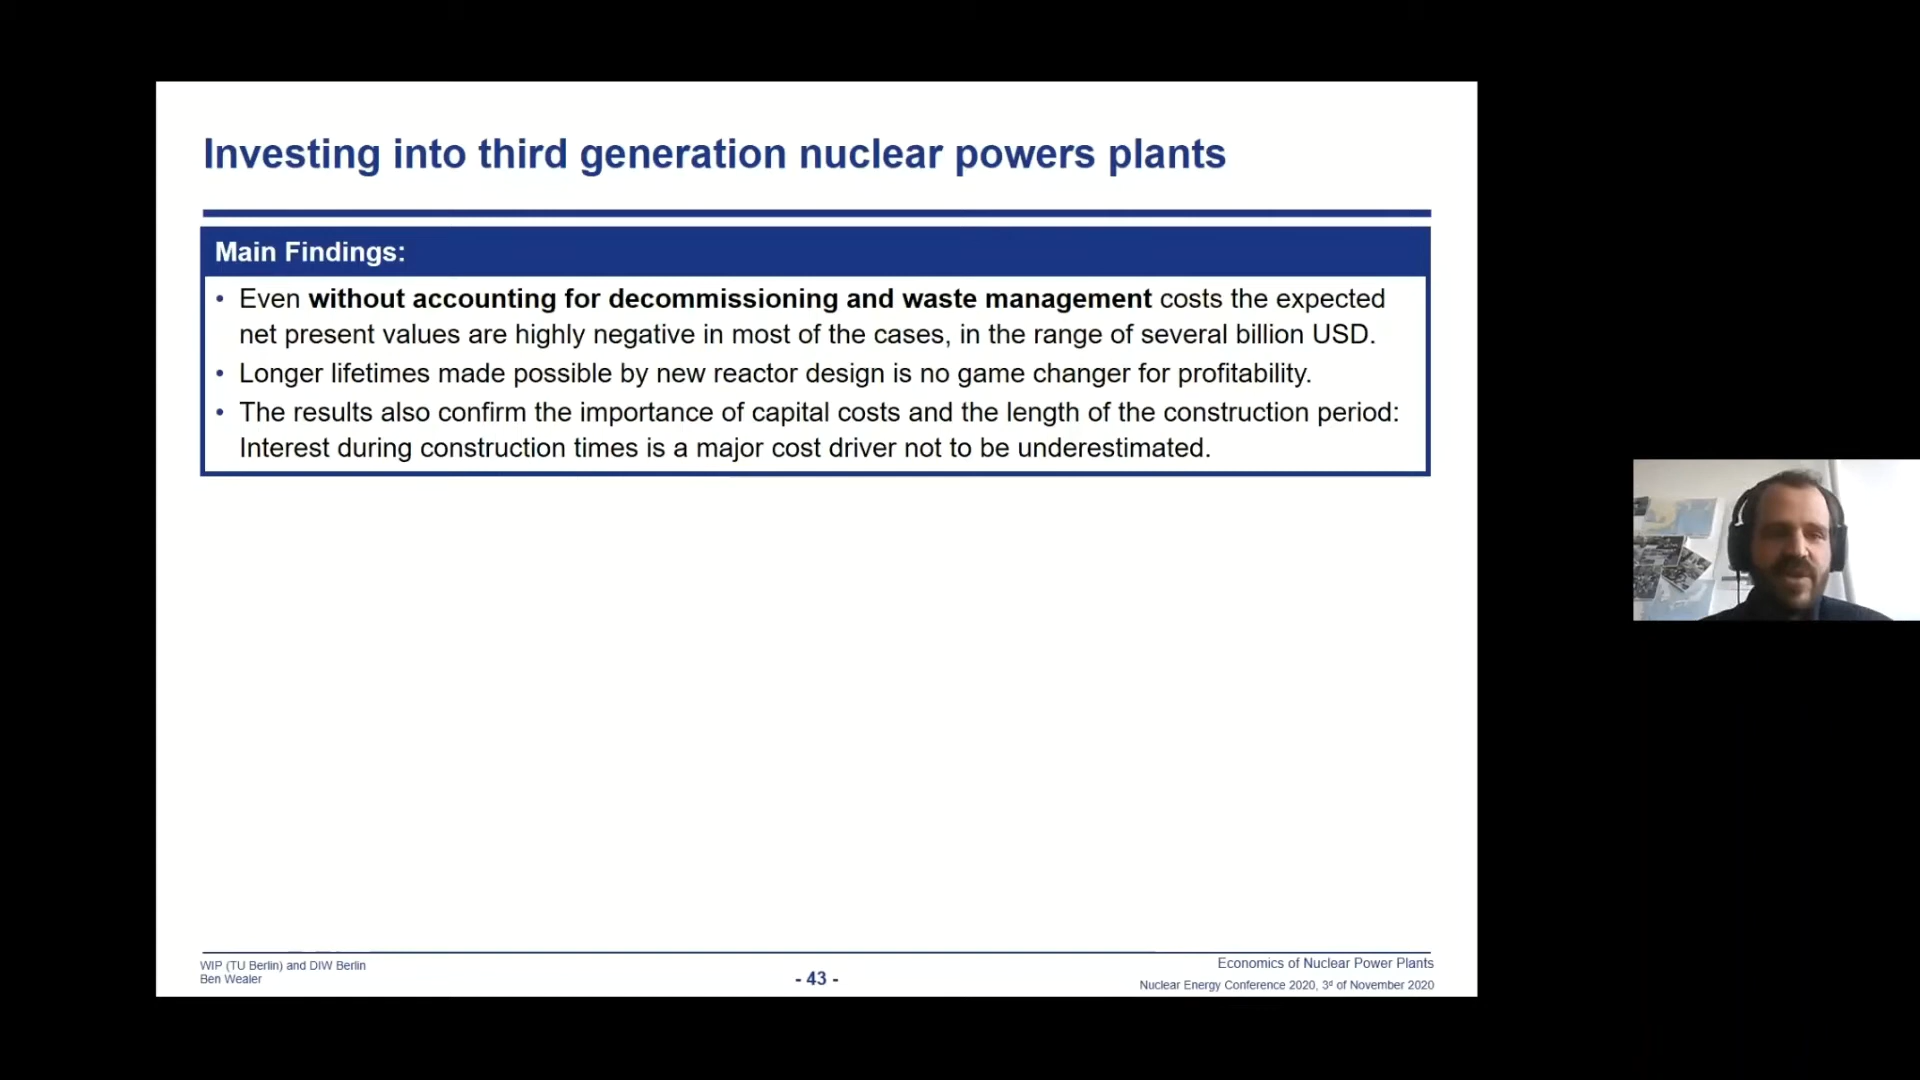 Investing into third generation nuclear powers plants
Main Findings:
• Even without accounting for decommissioning and waste management costs the expected
net present values are highly negative in most of the cases, in the range of several billion USD.
• Longer lifetimes made possible by new reactor design is no game changer for profitability.
• The results also confirm the importance of capital costs and the length of the construction period:
Interest during construction times is a major cost driver not to be underestimated.
WIP (TU Berlin) and DIW Berlin
Ben Wealer
- 43 -
Economics of Nuclear Power Plants
Nuclear Energy Conference 2020, 3ᵈ of November 2020